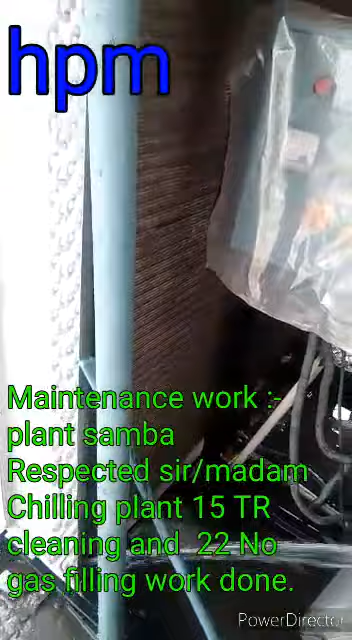 hpm
Maintenance work :-
plant samba
Respected sir/madam
Chilling plant 15 TR
cleaning and  22 No
gas filling work done.
PowerDirector